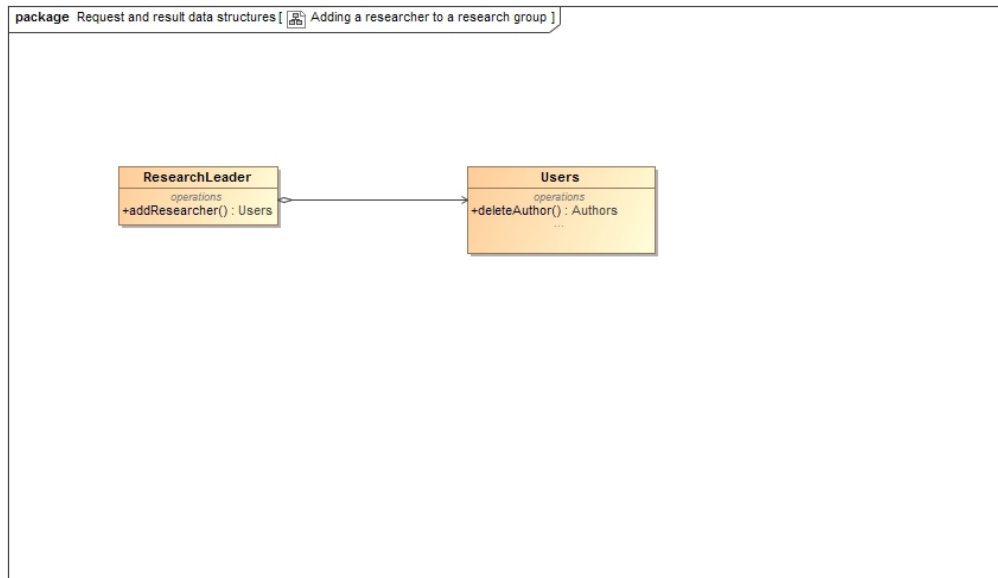 package Request and result data structures [ Adding a researcher to a research group ]
ResearchLeader
operations
+addResearcher() : Users
Users
operations
+deleteAuthor() : Authors
...